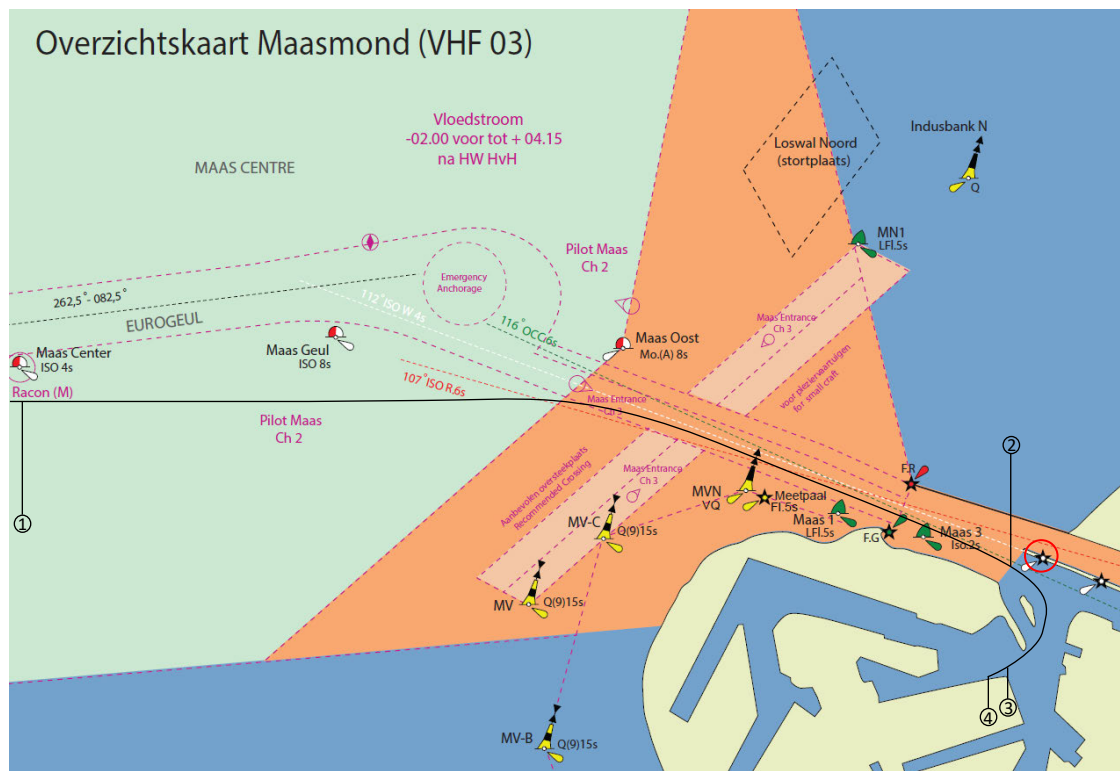 Overzichtskaart Maasmond (VHF 03)
Vloedstroom
-02.00 voor tot + 04.15
na HW HvH
MAAS CENTRE
Loswal Noord
(stortplaats)
Indusbank N
Q
MN1
LFl.5s
Pilot Maas
Ch 2
Emergency
Anchorage
262,5°- 082,5°
EUROGEUL
112° ISO W 4s
116° OCC.6s
107° ISO R.6s
Maas Center
ISO 4s
Racon (M)
Maas Geul
ISO 8s
Maas Oost
Mo.(A) 8s
Maas Entrance
Ch 3
voor pleziervaartuigen
for small craft
Maas Entrance
Ch 3
Pilot Maas
Ch 2
Aanbevolen oversteekplaats
Recommended Crossing
Maas Entrance
Ch 3
MVN
VQ
Meetpaal
Fl.5s
F.R
②
①
MV-C
Q(9)15s
Maas 1
LFl.5s
F.G
Maas 3
Iso.2s
MV
Q(9)15s
④
③
MV-B
Q(9)15s